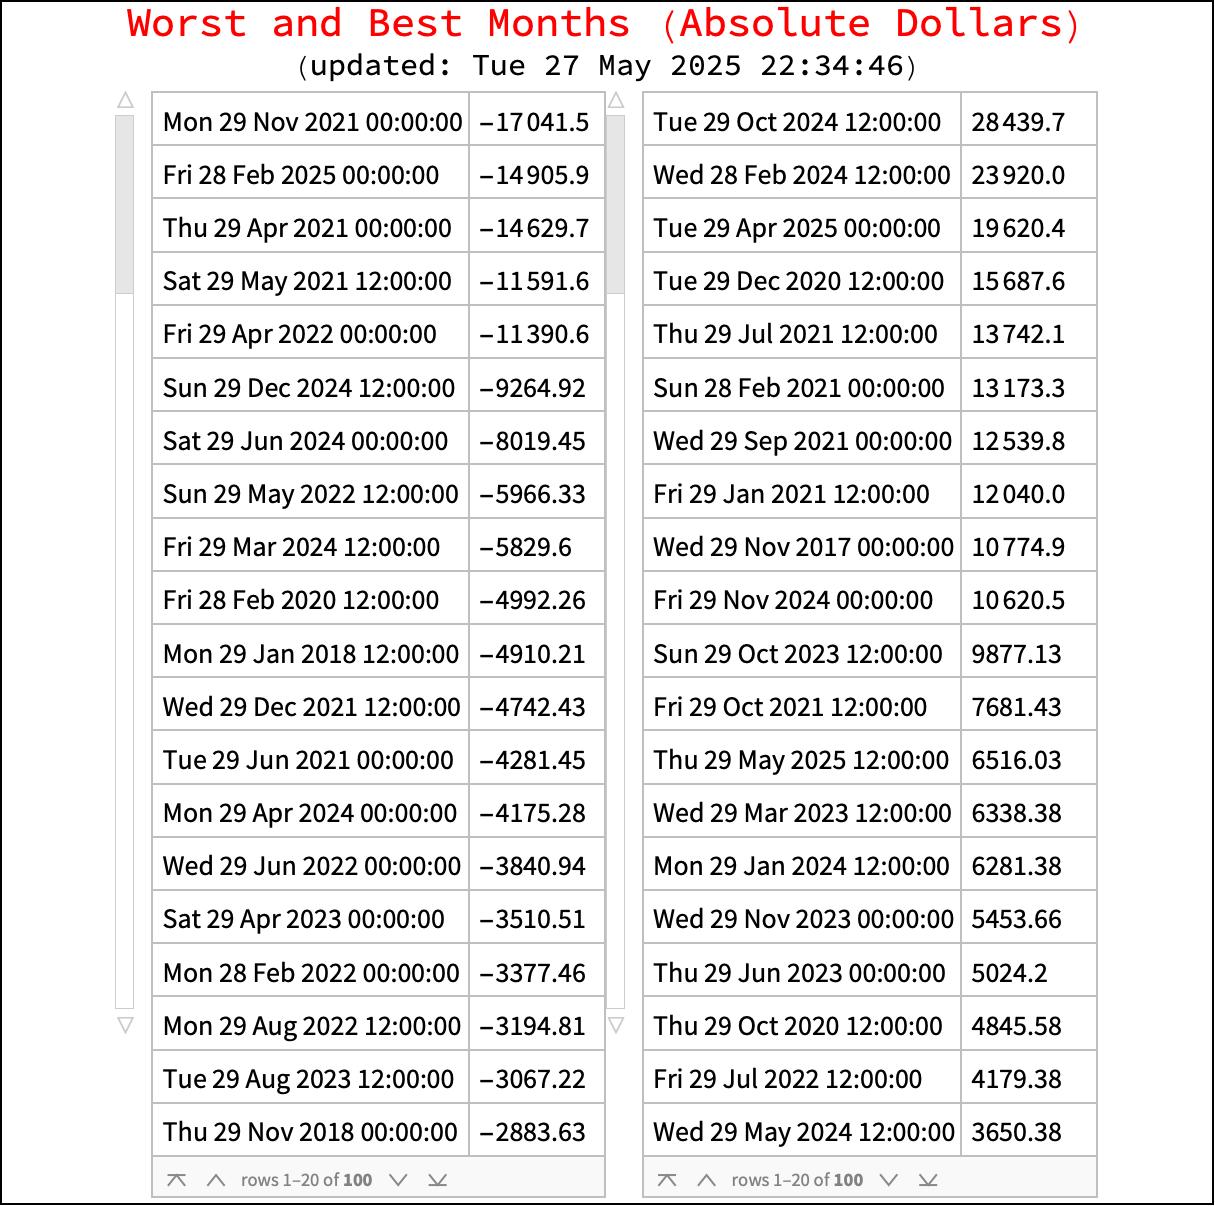 Worst and Best Months (Absolute Dollars)
(updated: Tue 27 May 2025 22:34:46)
Mon 29 Nov 2021 00:00:00 −17041.5 Tue 29 Oct 2024 12:00:00 28439.7
Fri 28 Feb 2025 00:00:00 −14905.9 Wed 28 Feb 2024 12:00:00 23920.0
Thu 29 Apr 2021 00:00:00 −14629.7 Tue 29 Apr 2025 00:00:00 19620.4
Sat 29 May 2021 12:00:00 −11591.6 Tue 29 Dec 2020 12:00:00 15687.6
Fri 29 Apr 2022 00:00:00 −11390.6 Thu 29 Jul 2021 12:00:00 13742.1
Sun 29 Dec 2024 12:00:00 −9264.92 Sun 28 Feb 2021 00:00:00 13173.3
Sat 29 Jun 2024 00:00:00 −8019.45 Wed 29 Sep 2021 00:00:00 12539.8
Sun 29 May 2022 12:00:00 −5966.33 Fri 29 Jan 2021 12:00:00 12040.0
Fri 29 Mar 2024 12:00:00 −5829.6 Wed 29 Nov 2017 00:00:00 10774.9
Fri 28 Feb 2020 12:00:00 −4992.26 Fri 29 Nov 2024 00:00:00 10620.5
Mon 29 Jan 2018 12:00:00 −4910.21 Sun 29 Oct 2023 12:00:00 9877.13
Wed 29 Dec 2021 12:00:00 −4742.43 Fri 29 Oct 2021 12:00:00 7681.43
Tue 29 Jun 2021 00:00:00 −4281.45 Thu 29 May 2025 12:00:00 6516.03
Mon 29 Apr 2024 00:00:00 −4175.28 Wed 29 Mar 2023 12:00:00 6338.38
Wed 29 Jun 2022 00:00:00 −3840.94 Mon 29 Jan 2024 12:00:00 6281.38
Sat 29 Apr 2023 00:00:00 −3510.51 Wed 29 Nov 2023 00:00:00 5453.66
Mon 28 Feb 2022 00:00:00 −3377.46 Thu 29 Jun 2023 00:00:00 5024.2
Mon 29 Aug 2022 12:00:00 −3194.81 Thu 29 Oct 2020 12:00:00 4845.58
Tue 29 Aug 2023 12:00:00 −3067.22 Fri 29 Jul 2022 12:00:00 4179.38
Thu 29 Nov 2018 00:00:00 −2883.63 Wed 29 May 2024 12:00:00 3650.38
rows 1–20 of 100 rows 1–20 of 100